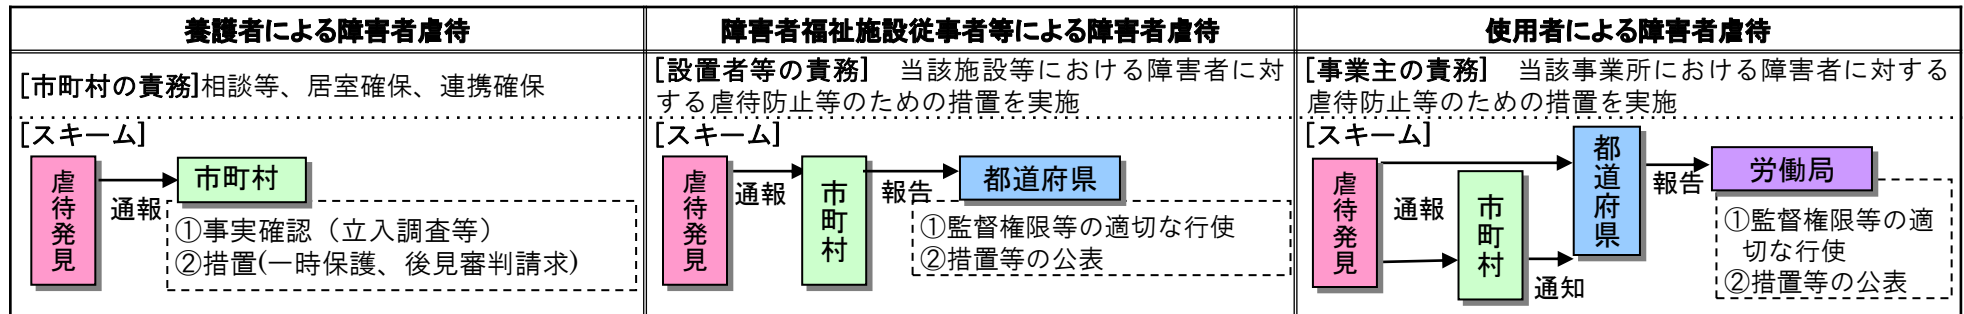 養護者による障害者虐待
[市町村の責務]相談等、居室確保、連携確保
[スキーム]
虐待発見
通報
市町村
①事実確認（立入調査等）
②措置(一時保護、後見審判請求)
障害者福祉施設従事者等による障害者虐待
[設置者等の責務]　当該施設等における障害者に対
する虐待防止等のための措置を実施
[スキーム]
虐待発見
通報
市町村
報告
都道府県
①監督権限等の適切な行使
②措置等の公表
使用者による障害者虐待
[事業主の責務]　当該事業所における障害者に対する
虐待防止等のための措置を実施
[スキーム]
虐待発見
通報
市町村
通知
都道府県
報告
労働局
①監督権限等の適
切な行使
②措置等の公表